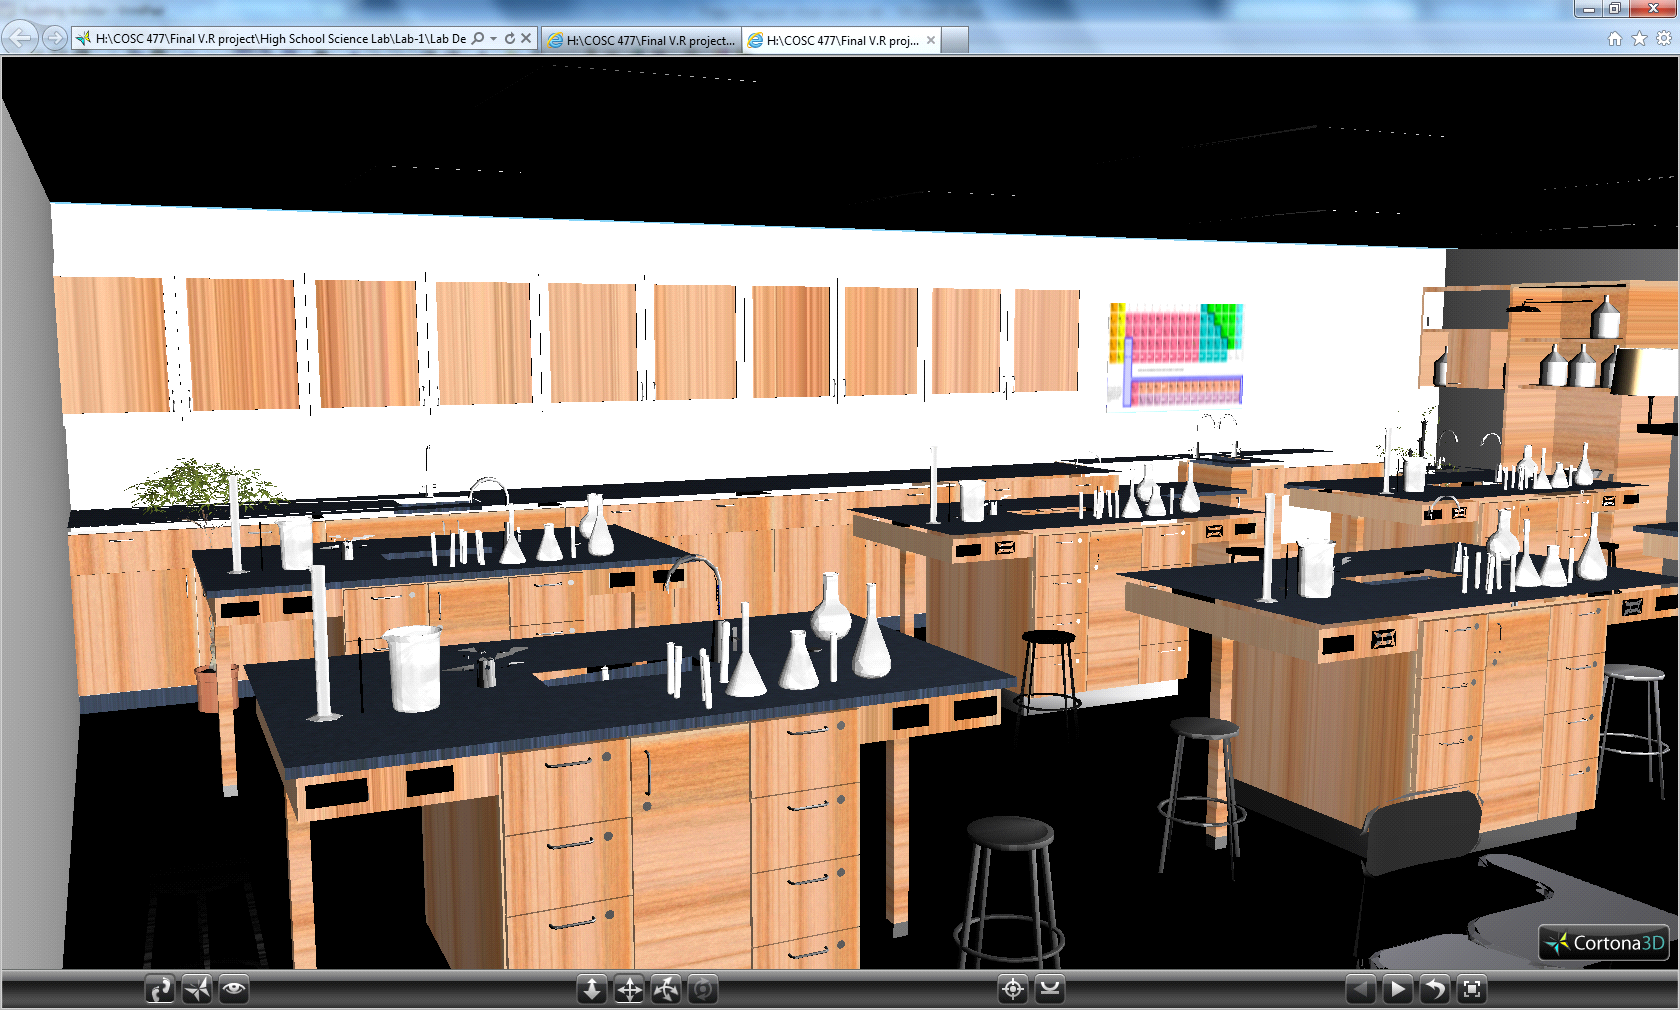 H:\COSC 477\Final V.R project\High School Science Lab\Lab-1\Lab De
H:\COSC 477\Final V.R project...
H:\COSC 477\Final V.R proj...
Cortona3D